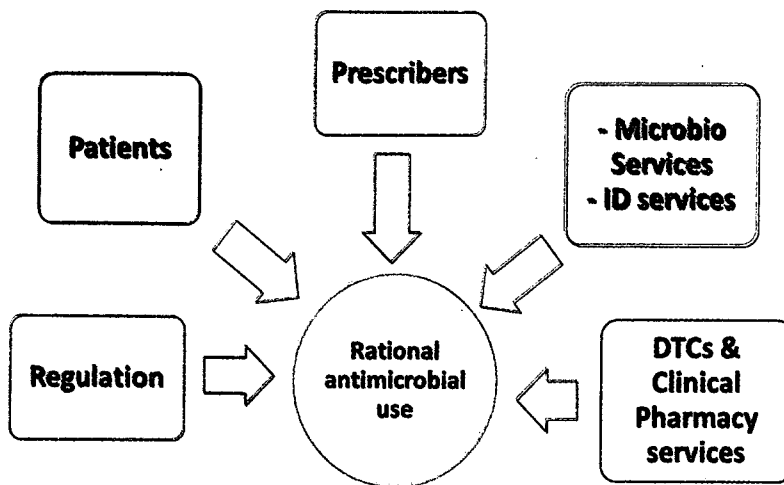 Prescribers
Patients
- Microbio
Services
- ID services
Regulation
Rational
antimicrobial
use
DTCs &
Clinical
Pharmacy
services